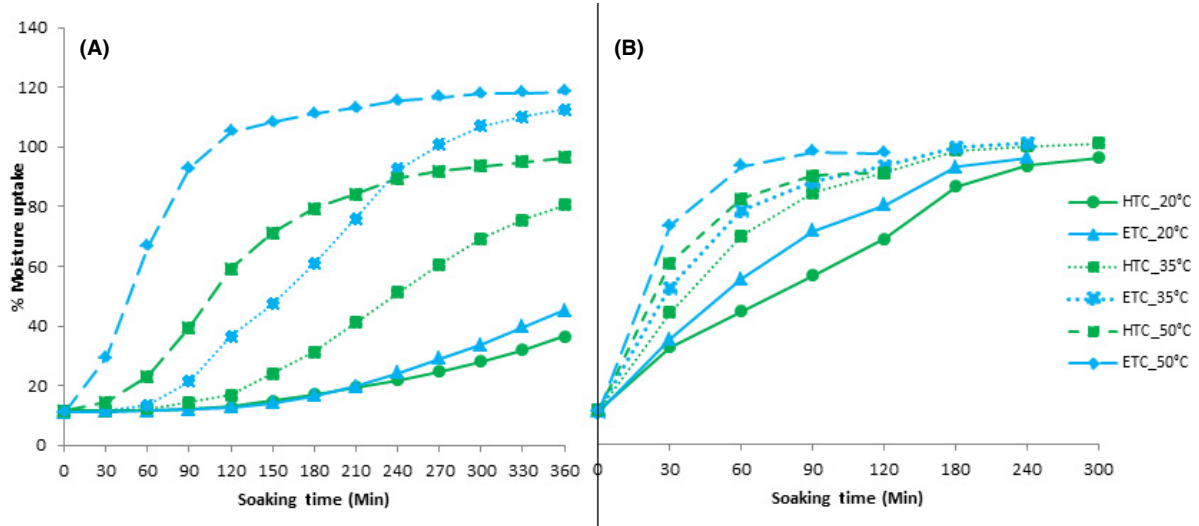 (A)
(B)
% Moisture uptake
140
120
100
80
60
40
20
0
0 30 60 90 120 150 180 210 240 270 300 330 360
Soaking time (Min)
0 30 60 90 120 180 240 300
Soaking time (Min)
HTC_20°C
ETC_20°C
HTC_35°C
ETC_35°C
HTC_50°C
ETC_50°C